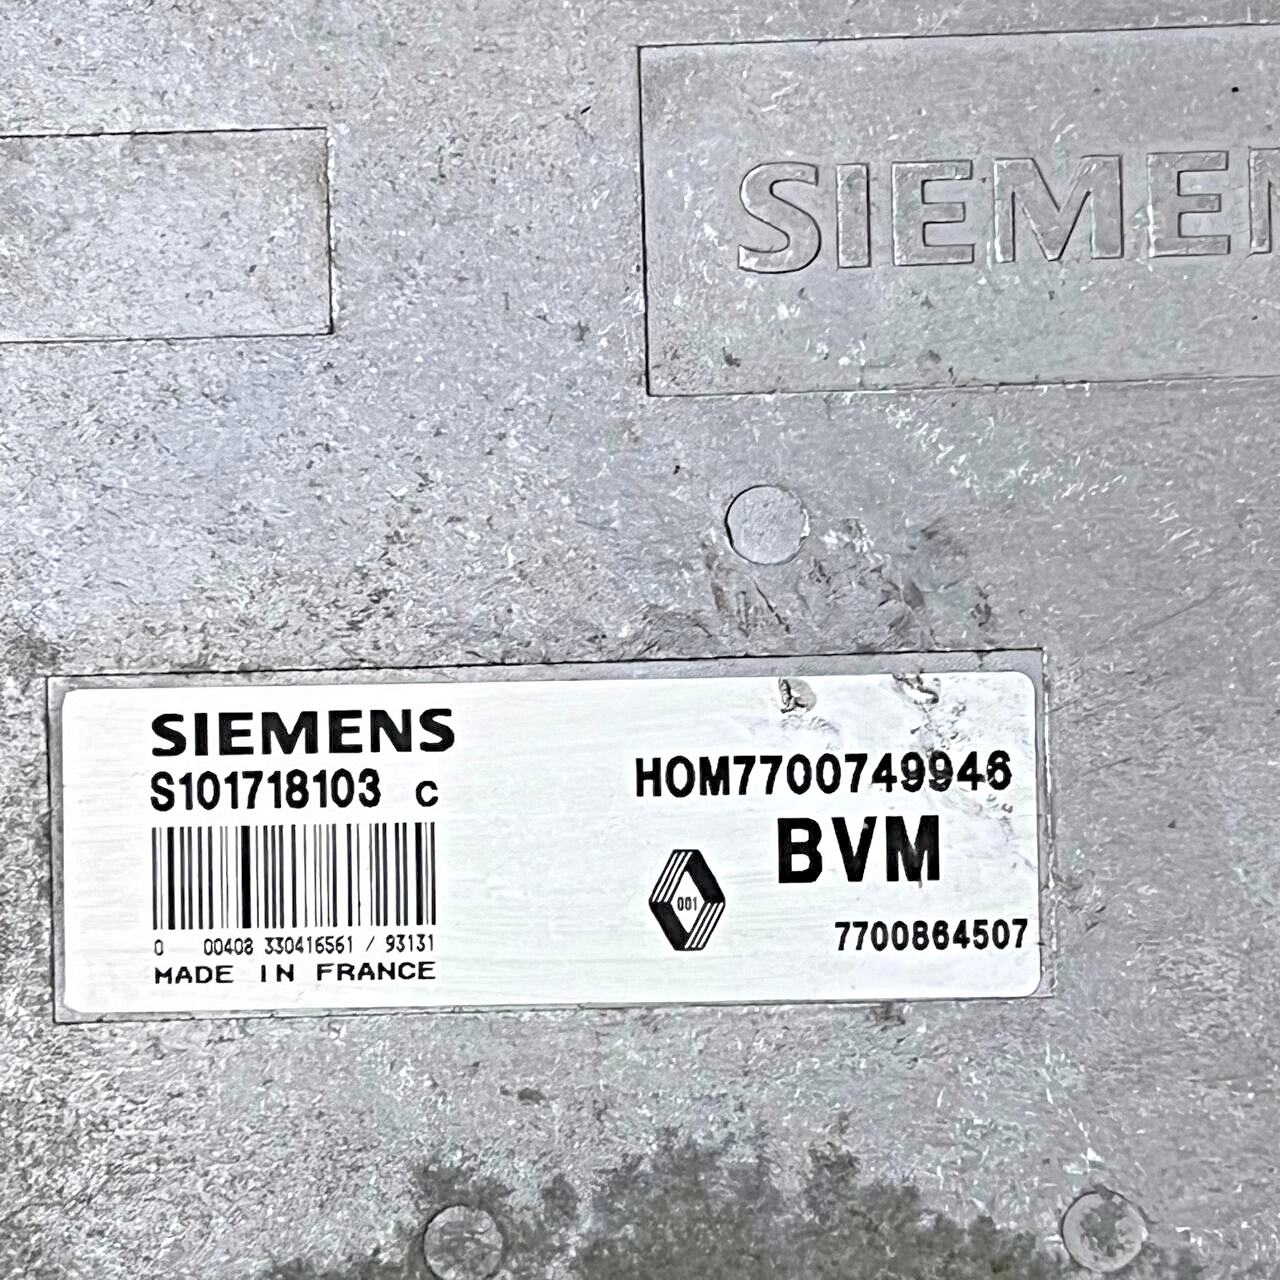 SIEMEN
SIEMENS
S101718103 C
0 00408 330416561 / 93131
MADE IN FRANCE
HOM7700749946
BVM
001
7700864507